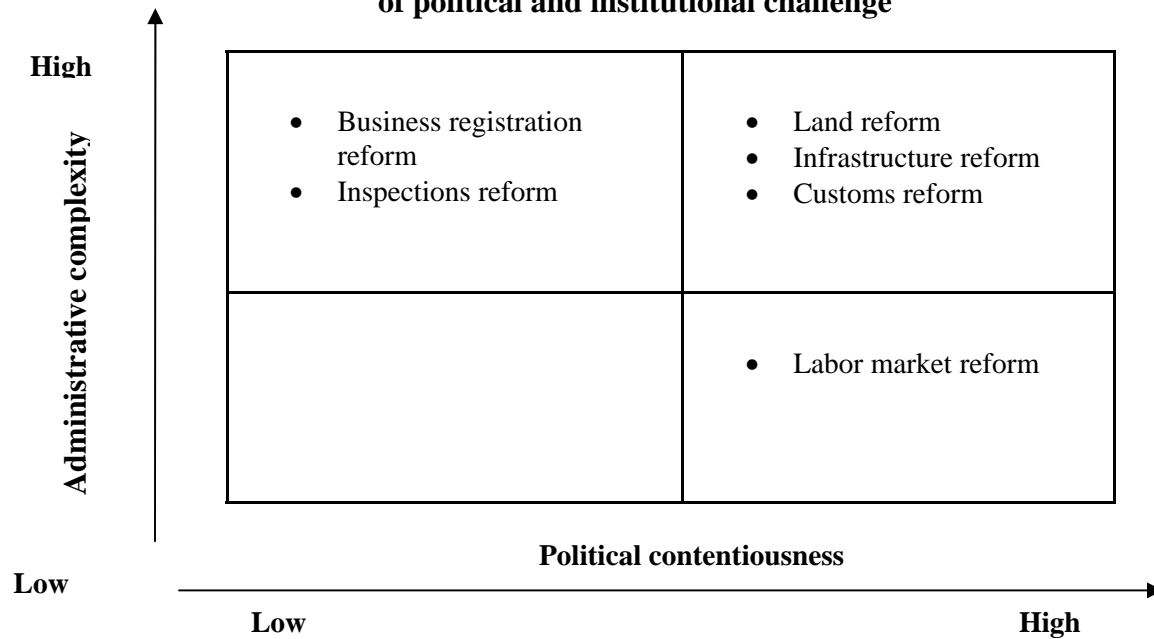 of political and institutional challenge
High
Administrative complexity
• Business registration
reform
• Inspections reform
• Land reform
• Infrastructure reform
• Customs reform
• Labor market reform
Political contentiousness
Low
Low
High